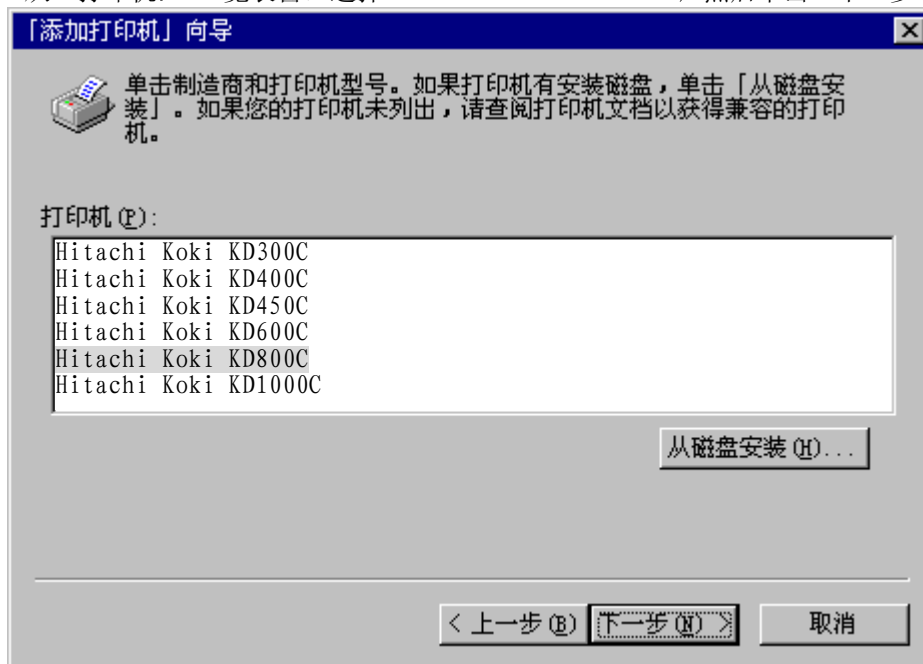 「添加打印机」向导
单击制造商和打印机型号。如果打印机有安装磁盘，单击「从磁盘安
装」。如果您的打印机未列出，请查阅打印机文档以获得兼容的打印
机。
打印机(P):
Hitachi Koki KD300C
Hitachi Koki KD400C
Hitachi Koki KD450C
Hitachi Koki KD600C
Hitachi Koki KD800C
Hitachi Koki KD1000C
从磁盘安装(H)...
< 上一步(B) 下一步(N) > 取消